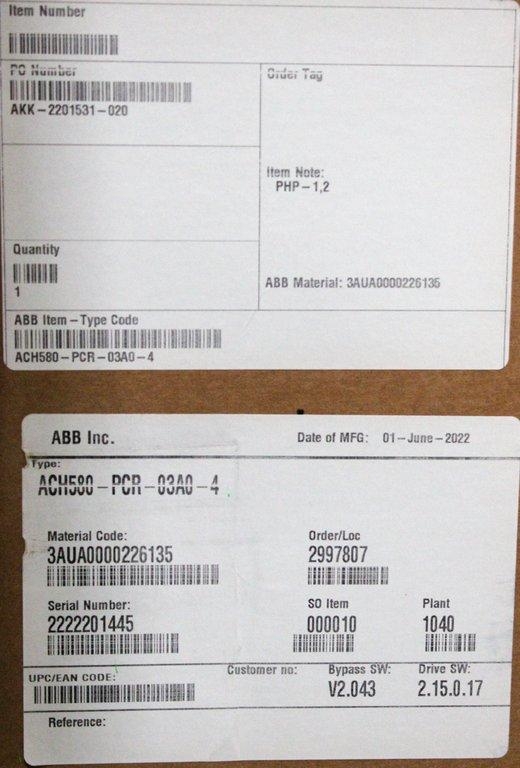 Item Number
PO Number
AKK-2201531-020
Order Tag
Item Note:
PHP-1,2
Quantity
1
ABB Material: 3AUA0000226135
ABB Item-Type Code
ACH580-PCR-03A0-4
ABB Inc.
Date of MFG: 01-June-2022
Type:
ACH580-PCR-03A0-4
Material Code:
Order/Loc
3AUA0000226135
2997807
Serial Number:
SO Item
Plant
2222201445
000010
1040
UPC/EAN CODE:
Customer no:
Bypass SW:
Drive SW:
V2.043
2.15.0.17
Reference: